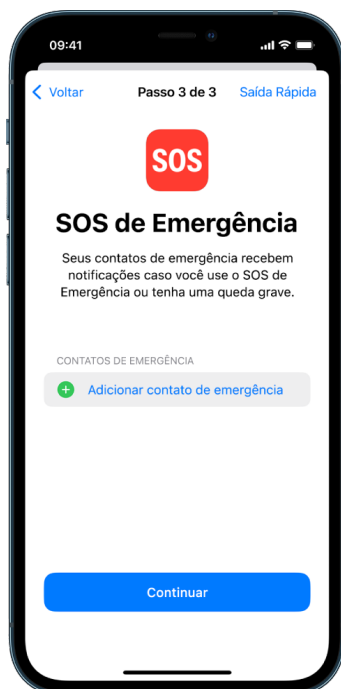 09:41
Voltar
Passo 3 de 3
Saída Rápida
SOS
SOS de Emergência
Seus contatos de emergência recebem
notificações caso você use o SOS de
Emergência ou tenha uma queda grave.
CONTATOS DE EMERGÊNCIA
Adicionar contato de emergência
Continuar